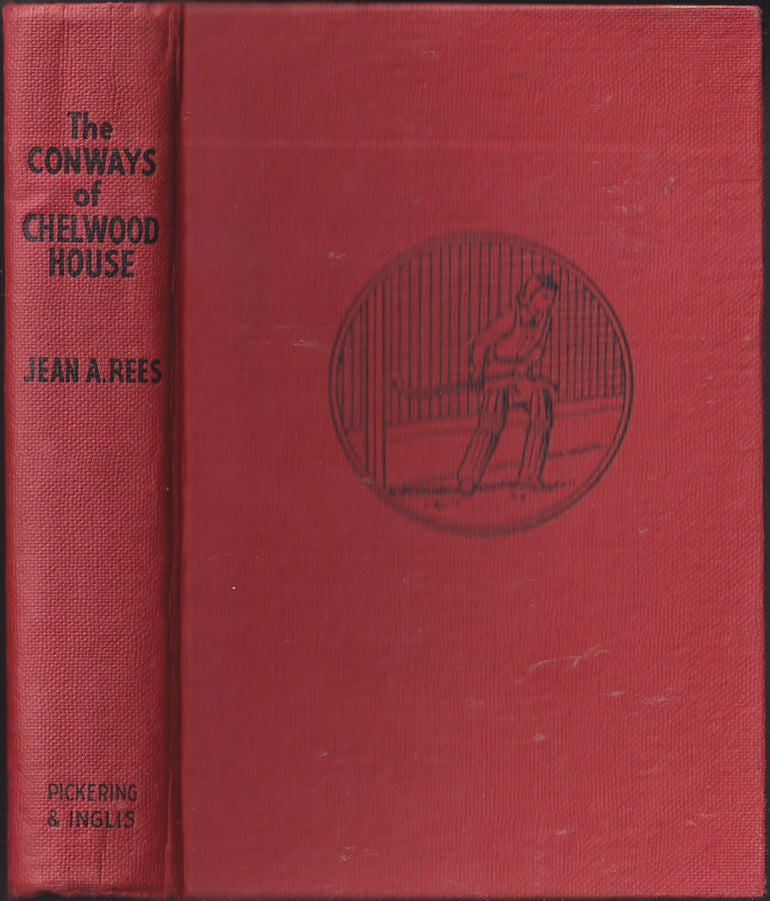 The
CONWAYS
of
CHELWOOD
HOUSE
JEAN A. REES
PICKERING
& INGLIS